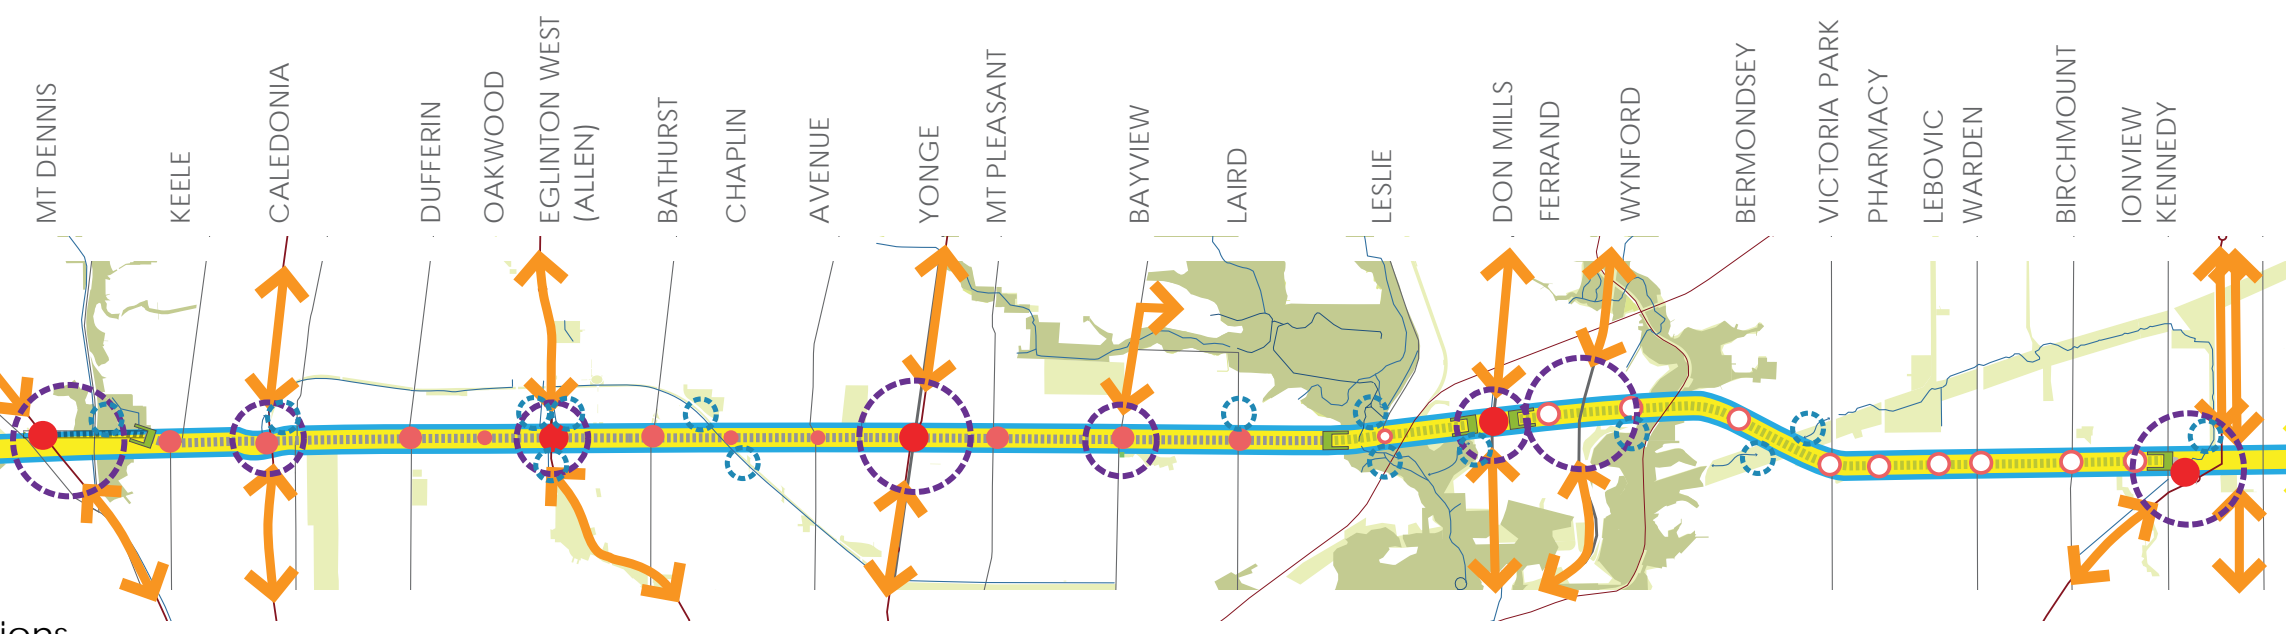 MT DENNIS
KEELE
CALEDONIA
DUFFERIN
OAKWOOD
EGLINTON WEST
(ALLEN)
BATHURST
CHAPLIN
AVENUE
YONGE
MT PLEASANT
BAYVIEW
LAIRD
LESLIE
DON MILLS
FERRAND
WYNFORD
BERMONDSEY
VICTORIA PARK
PHARMACY
LEBOVIC
WARDEN
BIRCHMOUNT
IONVIEW
KENNEDY